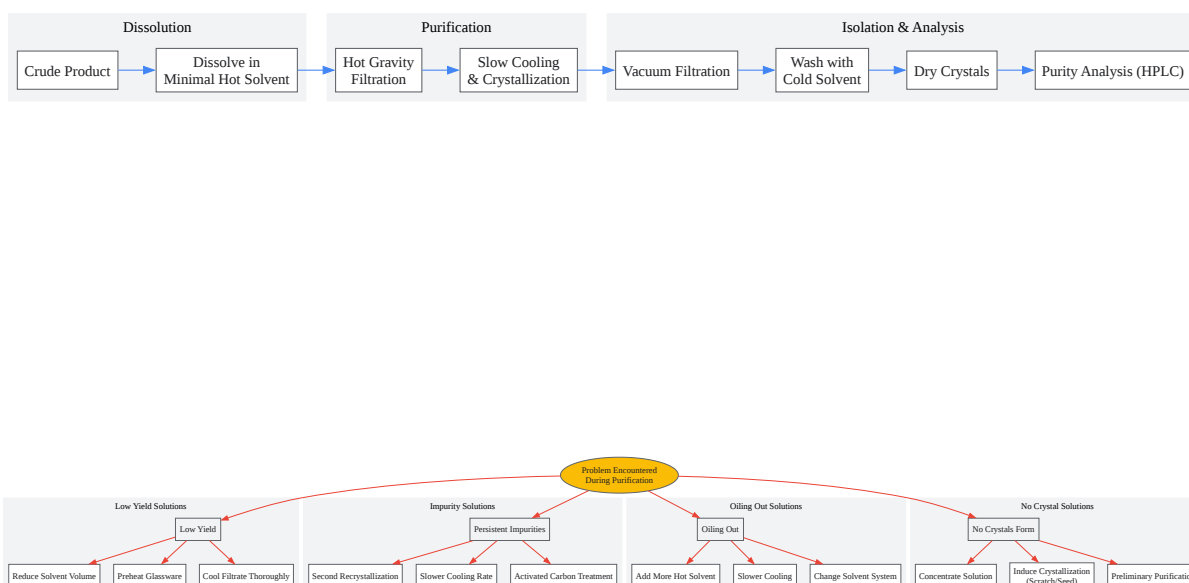 Dissolution
Purification
Isolation & Analysis
Crude Product
Dissolve in
Minimal Hot Solvent
Hot Gravity
Filtration
Slow Cooling
& Crystallization
Vacuum Filtration
Wash with
Cold Solvent
Dry Crystals
Purity Analysis (HPLC)
Problem Encountered
During Purification
Low Yield Solutions
Impurity Solutions
Oiling Out Solutions
No Crystal Solutions
Low Yield
Persistent Impurities
Oiling Out
No Crystals Form
Reduce Solvent Volume
Preheat Glassware
Cool Filtrate Thoroughly
Second Recrystallization
Slower Cooling Rate
Activated Carbon Treatment
Add More Hot Solvent
Slower Cooling
Change Solvent System
Concentrate Solution
Induce Crystallization
(Scratch/Seed)
Preliminary